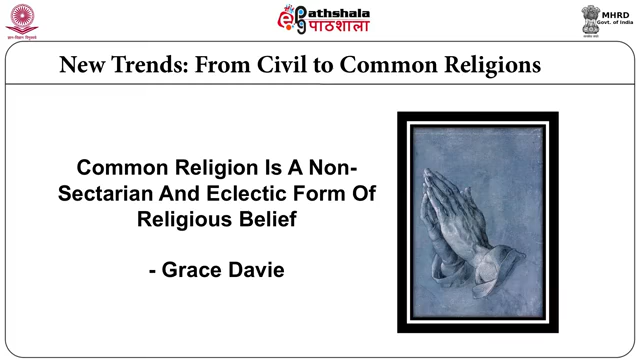 ePathshala
पाठशाला
MHRD
Govt. of India
New Trends: From Civil to Common Religions
Common Religion Is A Non-
Sectarian And Eclectic Form Of
Religious Belief
- Grace Davie